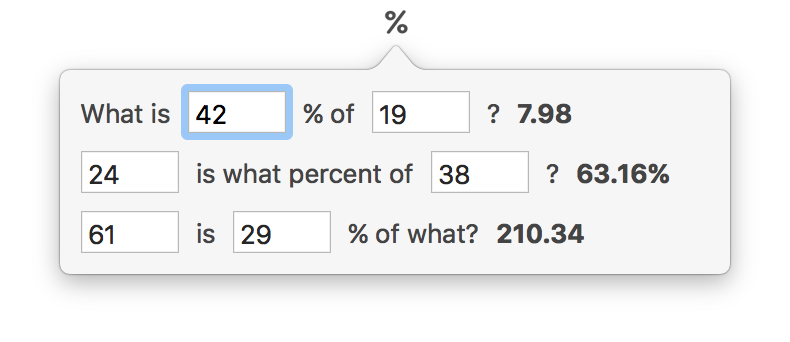 %
What is 42 % of 19 ? 7.98
24 is what percent of 38 ? 63.16%
61 is 29 % of what? 210.34